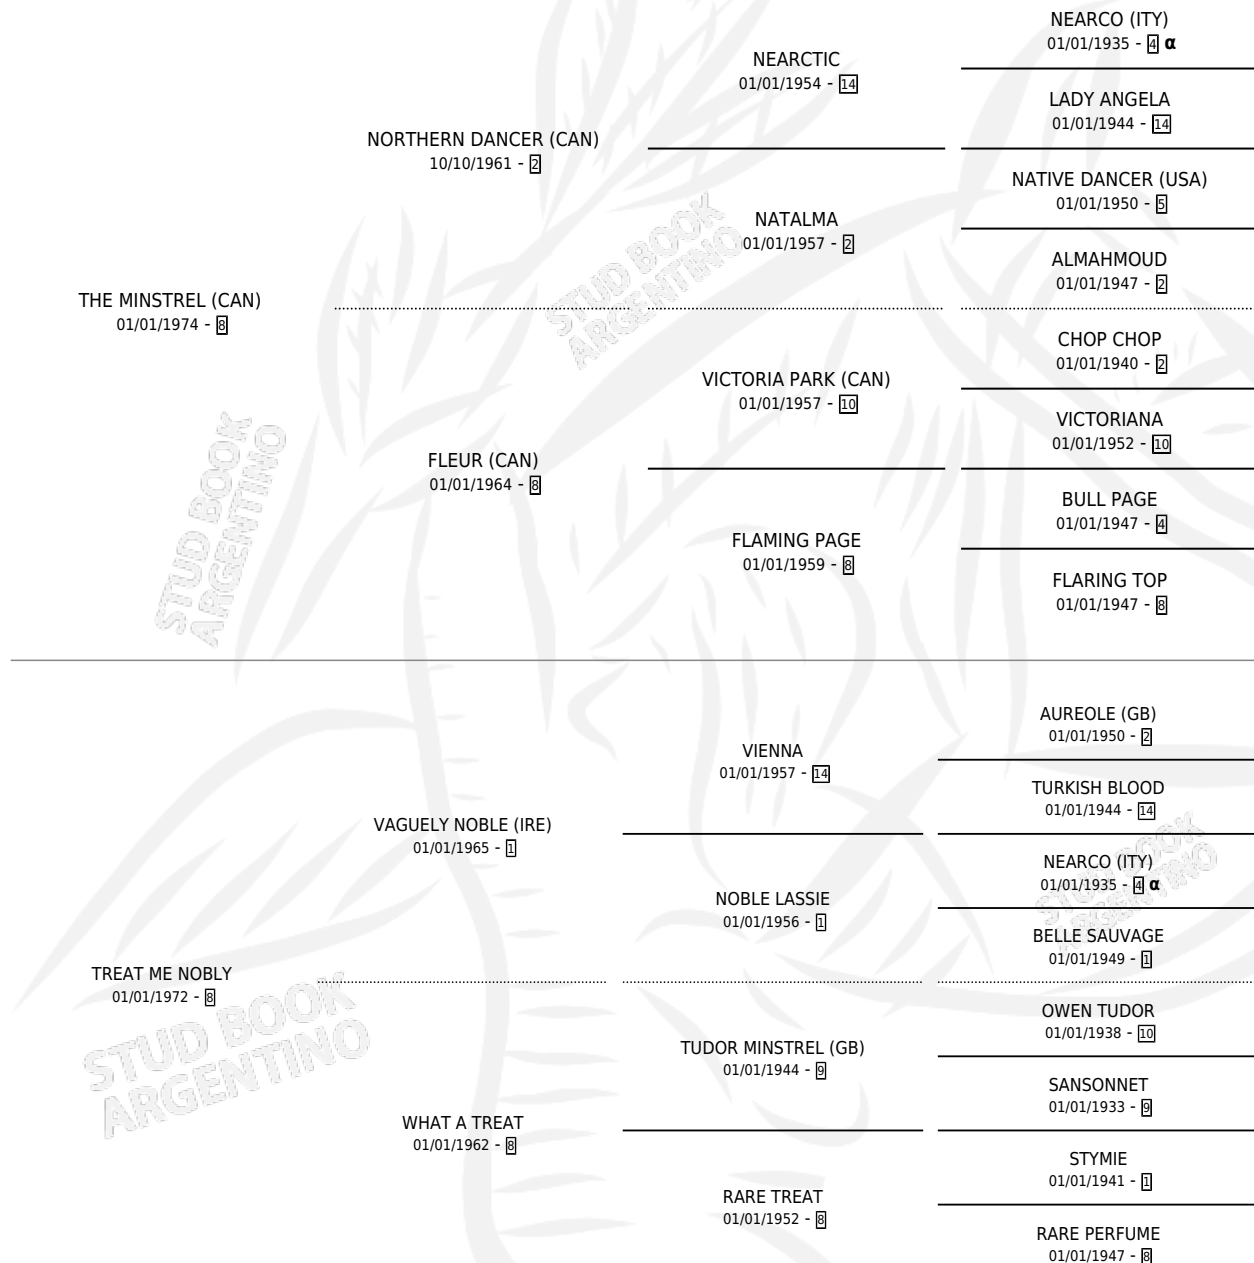 THE MINSTREL (CAN)
01/01/1974 - 8
NORTHERN DANCER (CAN)
10/10/1961 - 2
NEARCTIC
01/01/1954 - 14
NEARCO (ITY)
01/01/1935 - 4 α
LADY ANGELA
01/01/1944 - 14
NATALMA
01/01/1957 - 2
NATIVE DANCER (USA)
01/01/1950 - 5
ALMAHMOUD
01/01/1947 - 2
FLEUR (CAN)
01/01/1964 - 8
VICTORIA PARK (CAN)
01/01/1957 - 10
CHOP CHOP
01/01/1940 - 2
VICTORIANA
01/01/1952 - 10
FLAMING PAGE
01/01/1959 - 8
BULL PAGE
01/01/1947 - 4
FLARING TOP
01/01/1947 - 8
TREAT ME NOBLY
01/01/1972 - 8
VAGUELY NOBLE (IRE)
01/01/1965 - 1
VIENNA
01/01/1957 - 14
AUREOLE (GB)
01/01/1950 - 2
TURKISH BLOOD
01/01/1944 - 14
NOBLE LASSIE
01/01/1956 - 1
NEARCO (ITY)
01/01/1935 - 4 α
BELLE SAUVAGE
01/01/1949 - 1
WHAT A TREAT
01/01/1962 - 8
TUDOR MINSTREL (GB)
01/01/1944 - 9
OWEN TUDOR
01/01/1938 - 10
SANSONNET
01/01/1933 - 9
RARE TREAT
01/01/1952 - 8
STYMIE
01/01/1941 - 1
RARE PERFUME
01/01/1947 - 8
STUD BOOK
ARGENTINO
STUD BOOK
ARGENTINO
STUD BOOK
ARGENTINO
STUD BOOK
ARGENTINO